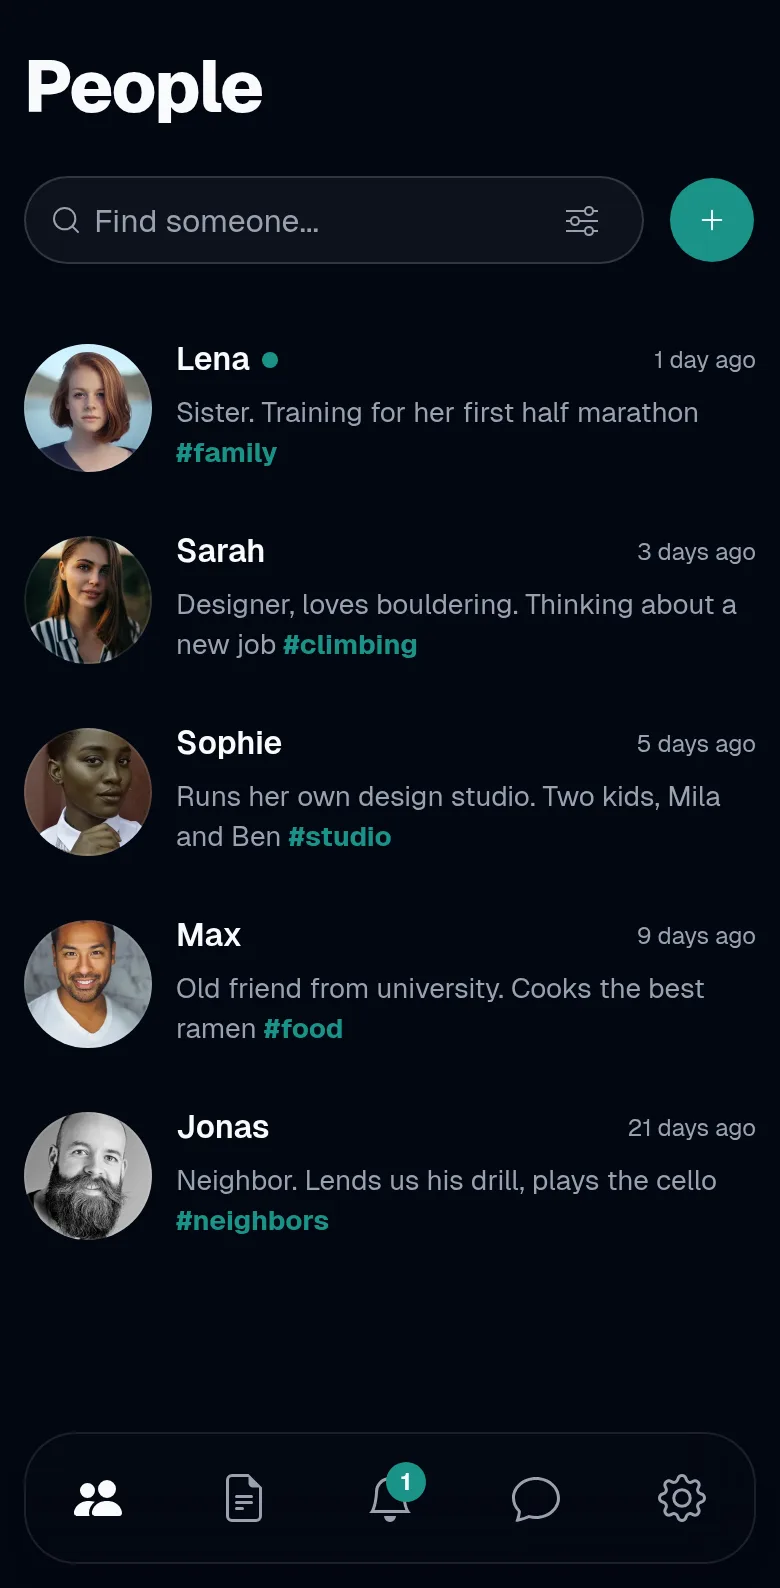 People
Find someone...
Lena
1 day ago
Sister. Training for her first half marathon
#family
Sarah
3 days ago
Designer, loves bouldering. Thinking about a
new job #climbing
Sophie
5 days ago
Runs her own design studio. Two kids, Mila
and Ben #studio
Max
9 days ago
Old friend from university. Cooks the best
ramen #food
Jonas
21 days ago
Neighbor. Lends us his drill, plays the cello
#neighbors
1